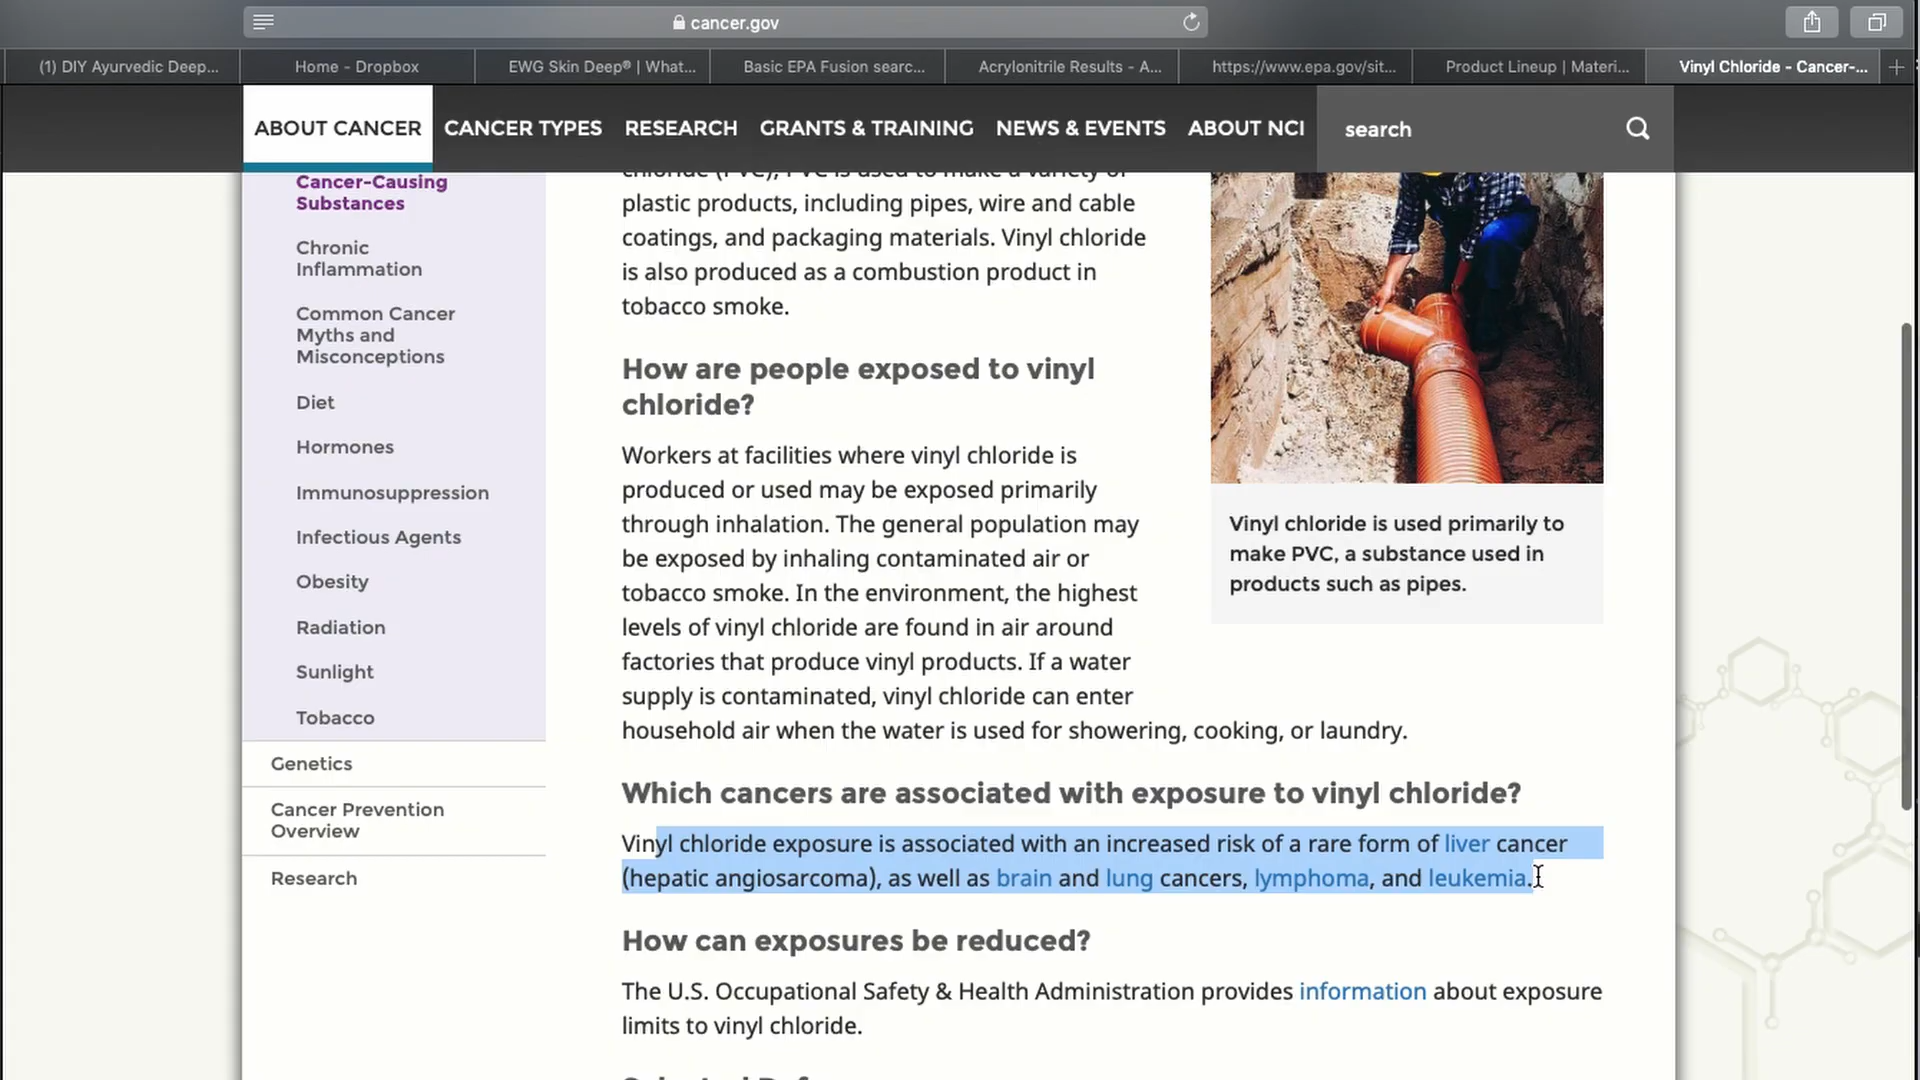 cancer.gov
(1) DIY Ayurvedic Deep...
Home - Dropbox
EWG Skin Deep® | What...
Basic EPA Fusion searc...
Acrylonitrile Results - A...
https://www.epa.gov/sit...
Product Lineup | Materi...
Vinyl Chloride - Cancer-...
ABOUT CANCER
CANCER TYPES
RESEARCH
GRANTS & TRAINING
NEWS & EVENTS
ABOUT NCI
search
Cancer-Causing
Substances
Chronic
Inflammation
Common Cancer
Myths and
Misconceptions
Diet
Hormones
Immunosuppression
Infectious Agents
Obesity
Radiation
Sunlight
Tobacco
Genetics
Cancer Prevention
Overview
Research
chloride (PVC); PVC is used to make a variety of
plastic products, including pipes, wire and cable
coatings, and packaging materials. Vinyl chloride
is also produced as a combustion product in
tobacco smoke.
How are people exposed to vinyl
chloride?
Workers at facilities where vinyl chloride is
produced or used may be exposed primarily
through inhalation. The general population may
be exposed by inhaling contaminated air or
tobacco smoke. In the environment, the highest
levels of vinyl chloride are found in air around
factories that produce vinyl products. If a water
supply is contaminated, vinyl chloride can enter
household air when the water is used for showering, cooking, or laundry.
Vinyl chloride is used primarily to
make PVC, a substance used in
products such as pipes.
Which cancers are associated with exposure to vinyl chloride?
Vinyl chloride exposure is associated with an increased risk of a rare form of liver cancer
(hepatic angiosarcoma), as well as brain and lung cancers, lymphoma, and leukemia.
How can exposures be reduced?
The U.S. Occupational Safety & Health Administration provides information about exposure
limits to vinyl chloride.